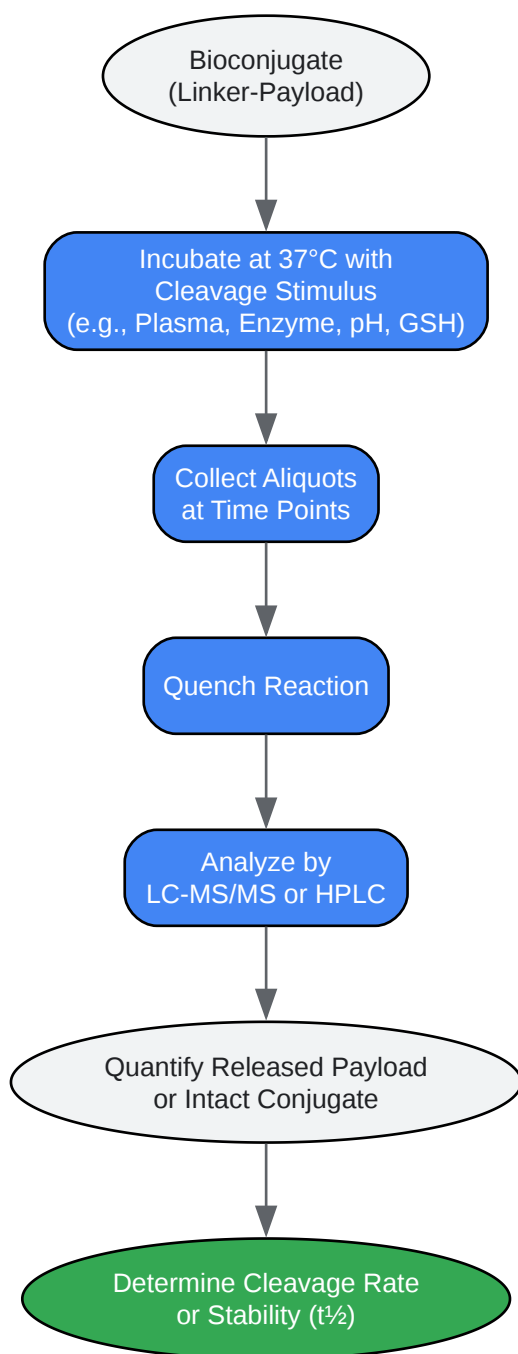 Bioconjugate
(Linker-Payload)
Incubate at 37°C with
Cleavage Stimulus
(e.g., Plasma, Enzyme, pH, GSH)
Collect Aliquots
at Time Points
Quench Reaction
Analyze by
LC-MS/MS or HPLC
Quantify Released Payload
or Intact Conjugate
Determine Cleavage Rate
or Stability (t½)